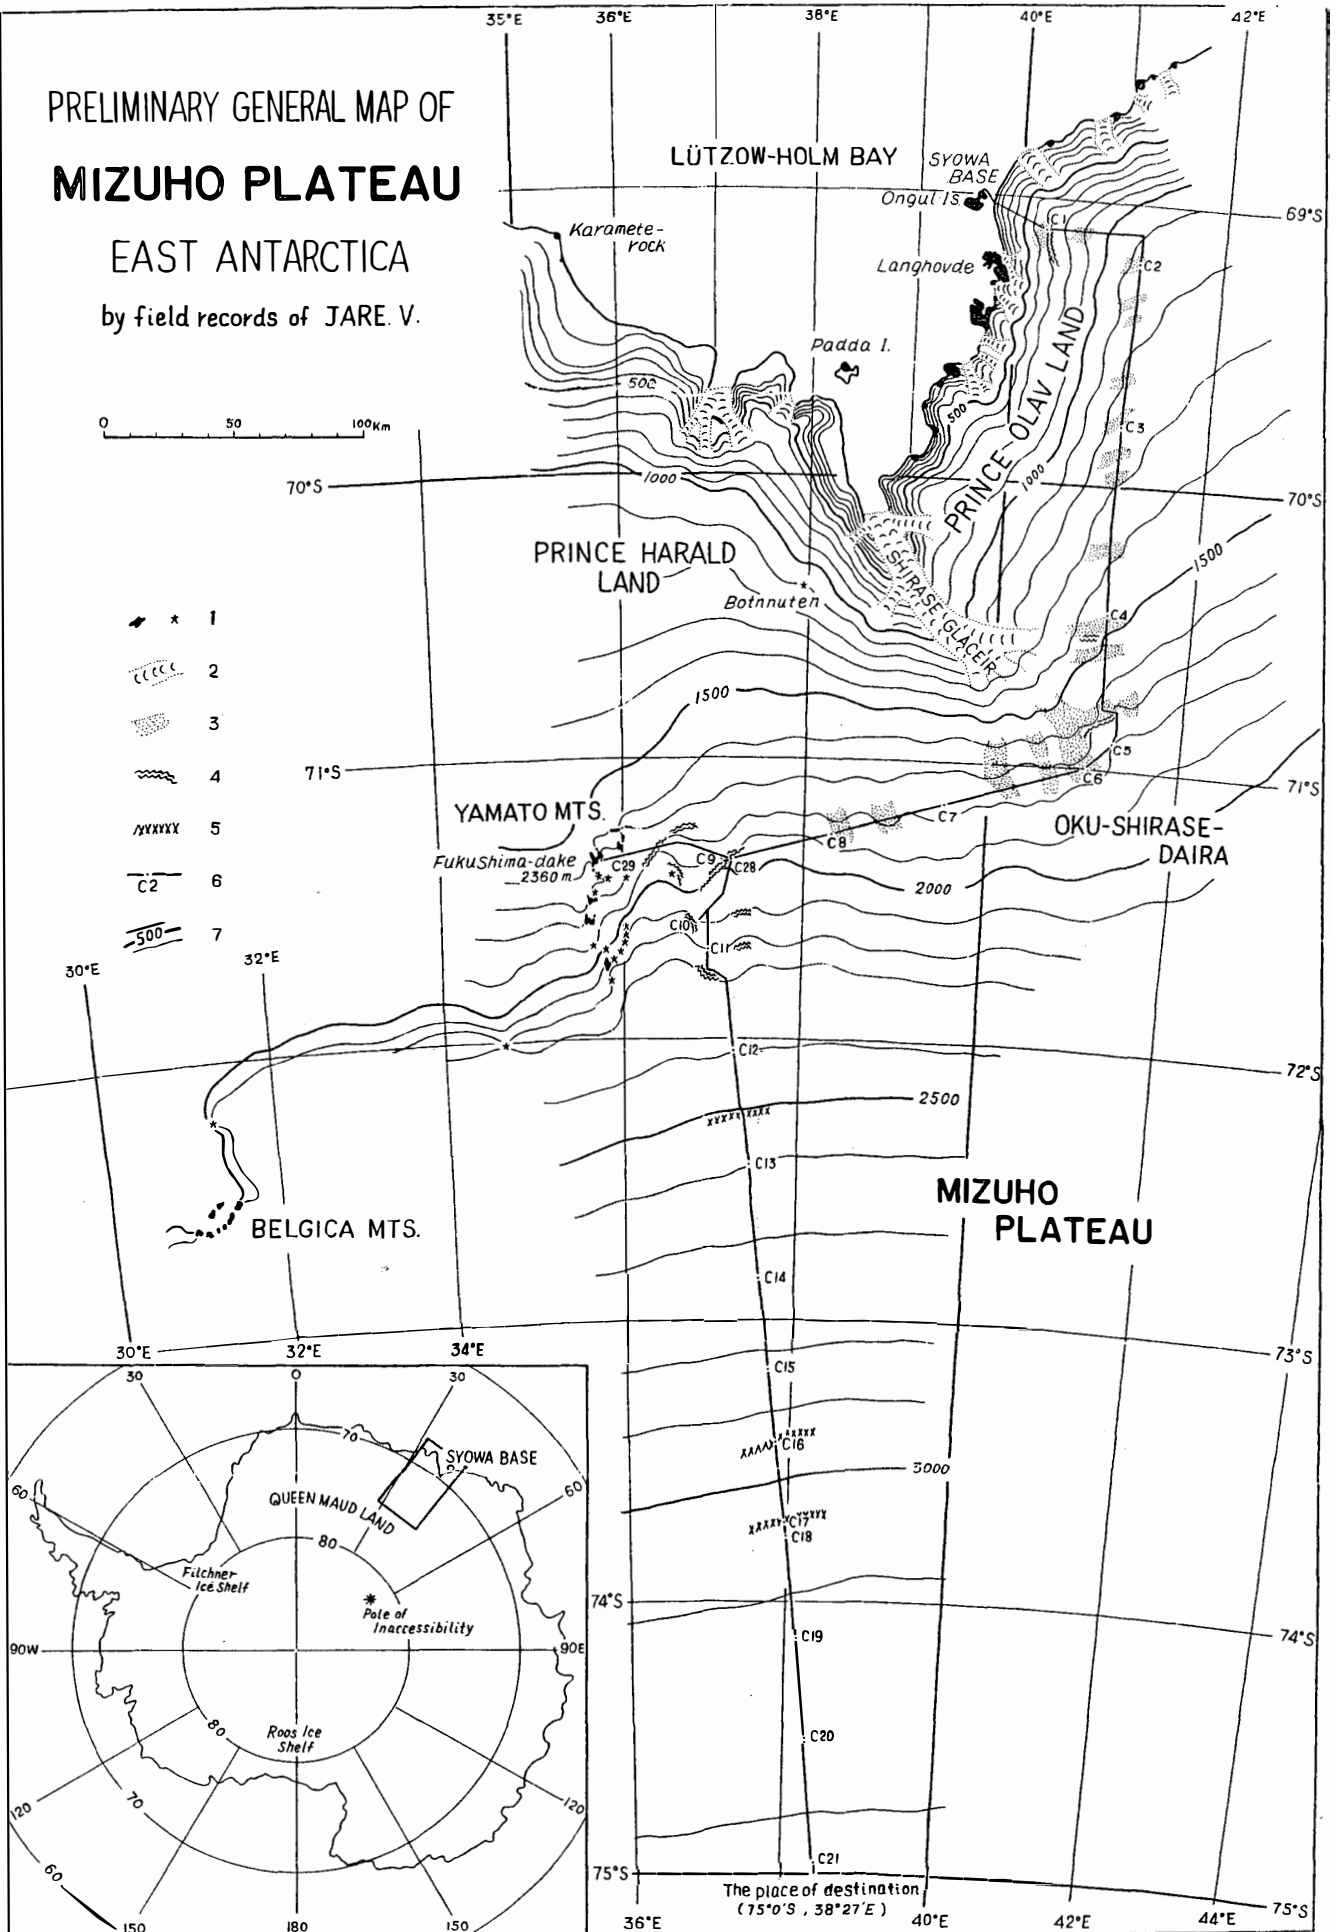 35°E 36°E 38°E 40°E 42°E
PRELIMINARY GENERAL MAP OF
MIZUHO PLATEAU
EAST ANTARCTICA
by field records of JARE. V.
0 50 100Km
LÜTZOW-HOLM BAY
SYOWA
BASE
Ongul Is.
69°S
Karamete-
rock
C1
Langhovde
C2
Padda I.
500
500
C3
PRINCE OLAV LAND
70°S
1000
1000
70°S
PRINCE HARALD
LAND
1500
Botnnuten
SHIRASE GLACEIR
C4
1
2
3
4
5
C2 6
500 7
1500
71°S
C5
C6
71°S
YAMATO MTS.
C7
OKU-SHIRASE-
DAIRA
C8
Fukushima-dake
2360 m
C29
C9
C28
2000
C10
C11
30°E
32°E
C12
72°S
2500
C13
MIZUHO
PLATEAU
BELGICA MTS.
C14
30°E 32°E 34°E
73°S
C15
C16
3000
C17
C18
74°S
C19
74°S
C20
C21
75°S
The place of destination
(75°0'S, 38°27'E)
36°E 40°E 42°E 44°E 75°S
30 0 30
70
SYOWA BASE
60
60
QUEEN MAUD LAND
80
Filchner
Ice Shelf
Pole of
Inaccessibility
90W
90E
80
Roos Ice
Shelf
70
120
120
60
150 180 150